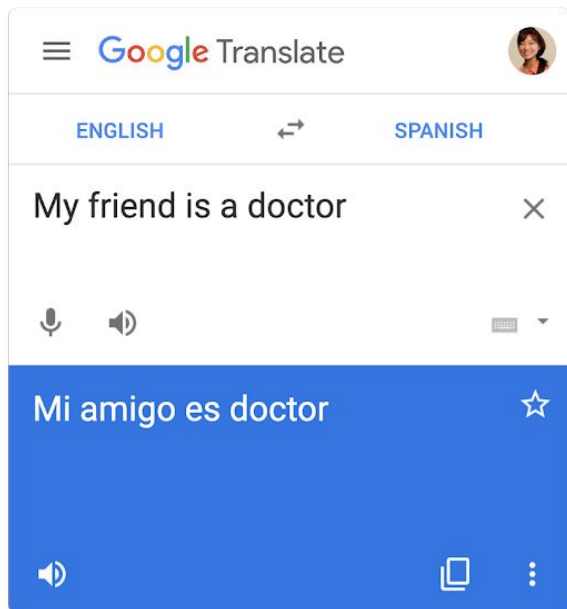 Google Translate
ENGLISH SPANISH
My friend is a doctor
Mi amigo es doctor